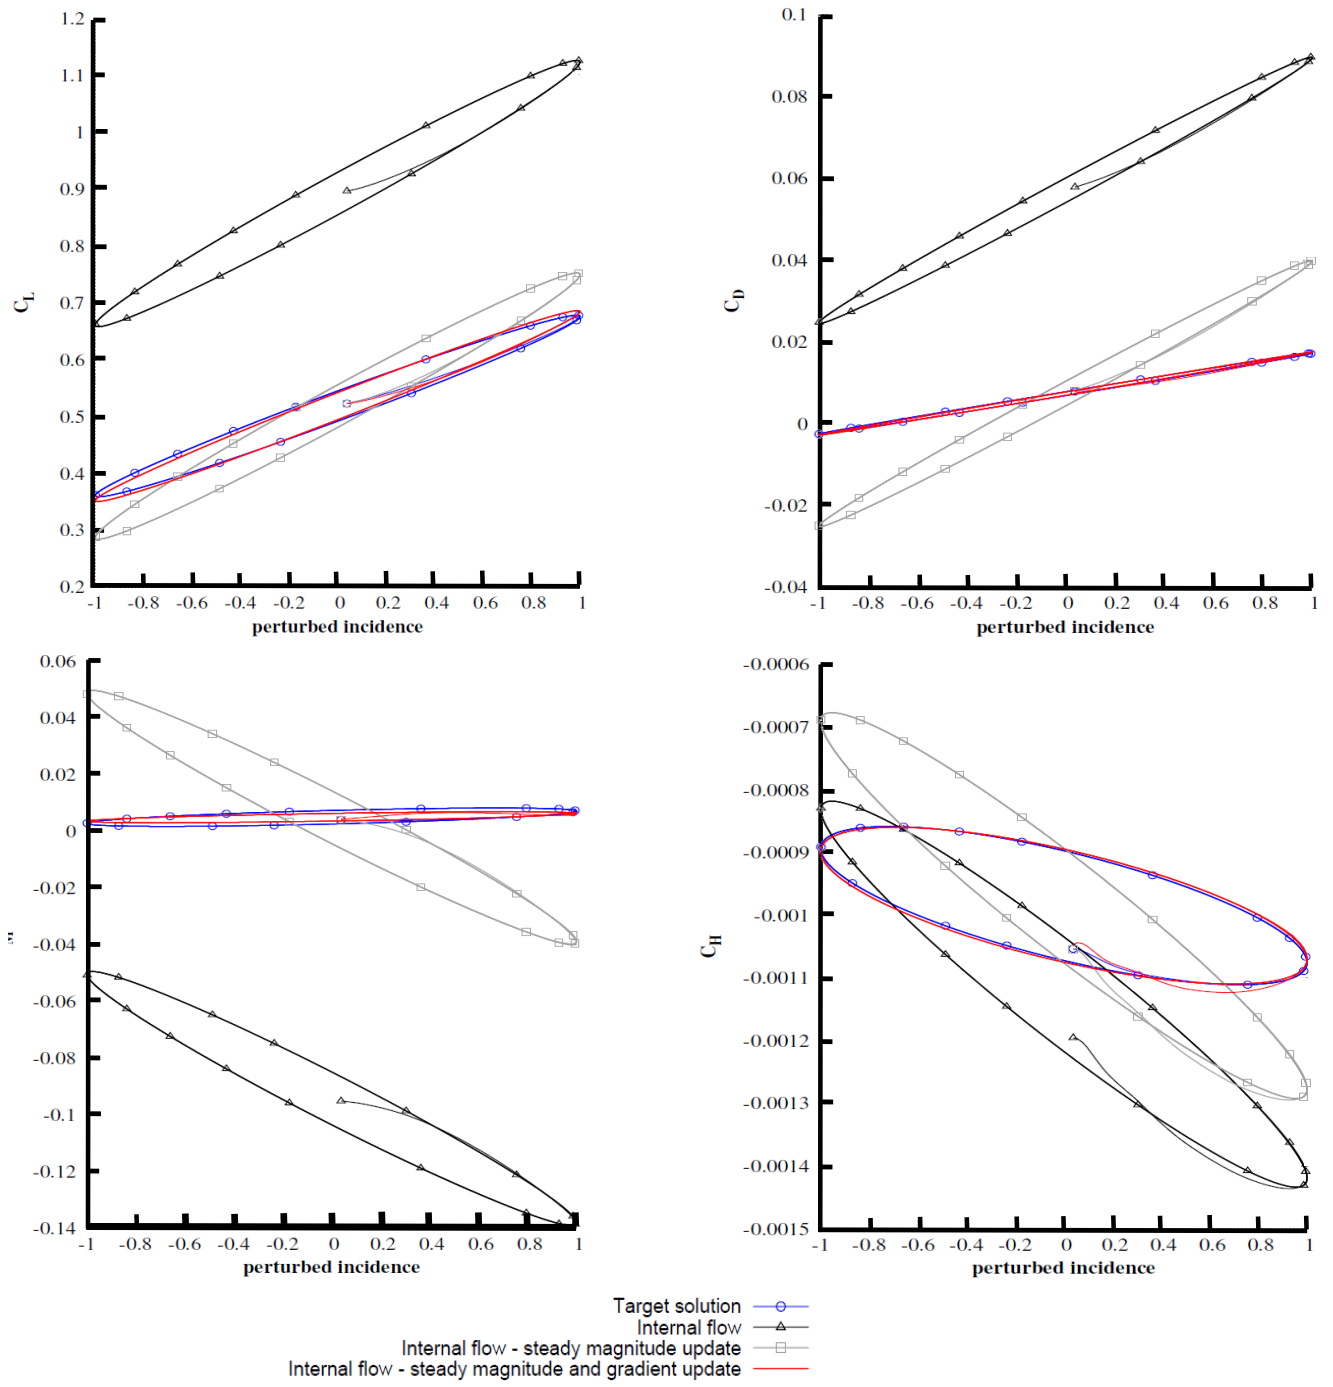 1.2
1.1
1
0.9
0.8
0.7
0.6
0.5
0.4
0.3
0.2
C_L
-1 -0.8 -0.6 -0.4 -0.2 0 0.2 0.4 0.6 0.8 1
perturbed incidence
0.1
0.08
0.06
0.04
0.02
0
-0.02
-0.04
C_D
-1 -0.8 -0.6 -0.4 -0.2 0 0.2 0.4 0.6 0.8 1
perturbed incidence
0.06
0.04
0.02
0
-0.02
-0.04
-0.06
-0.08
-0.1
-0.12
-0.14
-1 -0.8 -0.6 -0.4 -0.2 0 0.2 0.4 0.6 0.8 1
perturbed incidence
-0.0006
-0.0007
-0.0008
-0.0009
-0.001
-0.0011
-0.0012
-0.0013
-0.0014
-0.0015
C_H
-1 -0.8 -0.6 -0.4 -0.2 0 0.2 0.4 0.6 0.8 1
perturbed incidence
Target solution
Internal flow
Internal flow - steady magnitude update
Internal flow - steady magnitude and gradient update